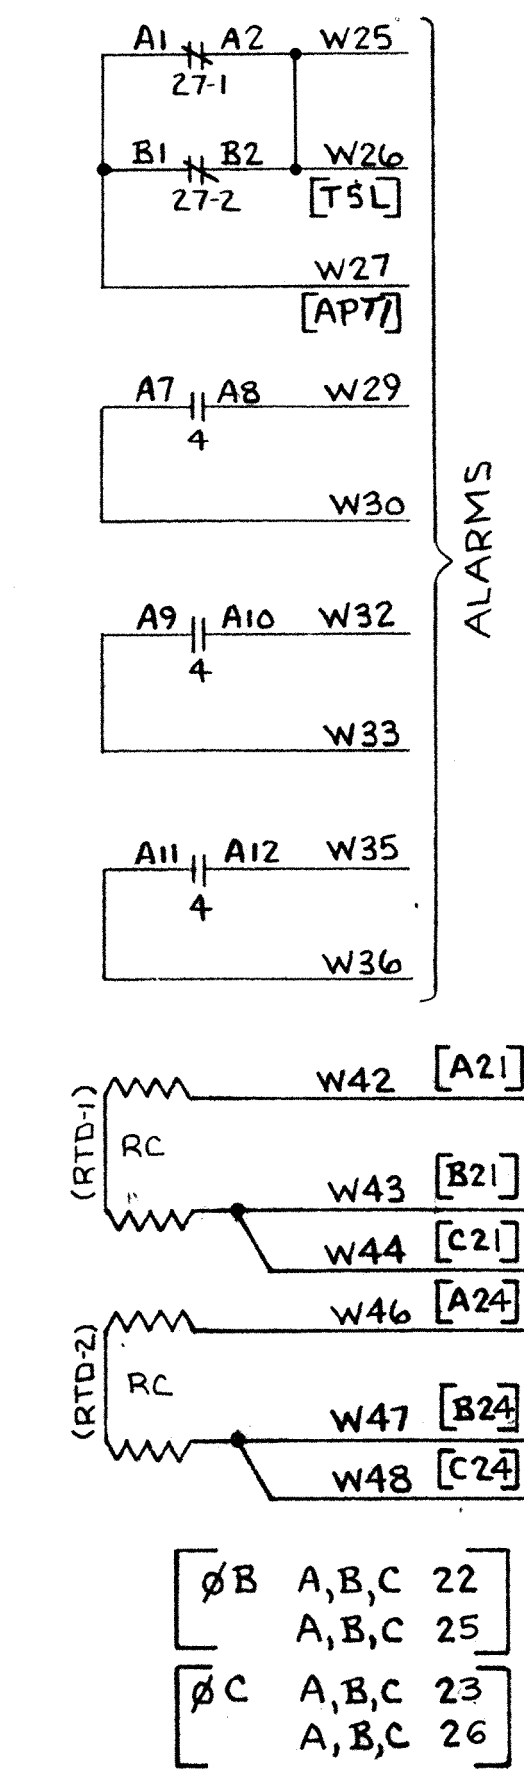 A1 A2 W25
27-1
B1 B2 W26
27-2 [TSL]
W27
[APT1]
A7 A8 W29
4
W30
ALARMS
A9 A10 W32
4
W33
A11 A12 W35
4
W36
W42 [A21]
(RTD-1)
RC
W43 [B21]
W44 [C21]
W46 [A24]
(RTD-2)
RC
W47 [B24]
W48 [C24]
[øB A,B,C 22
A,B,C 25]
[øC A,B,C 23
A,B,C 26]